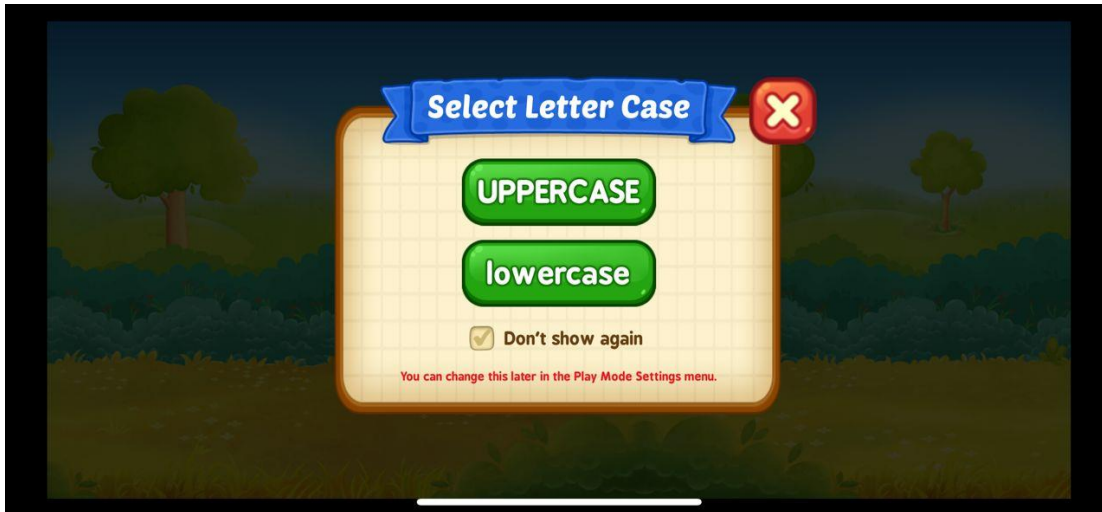 Select Letter Case
UPPERCASE
lowercase
Don't show again
You can change this later in the Play Mode Settings menu.